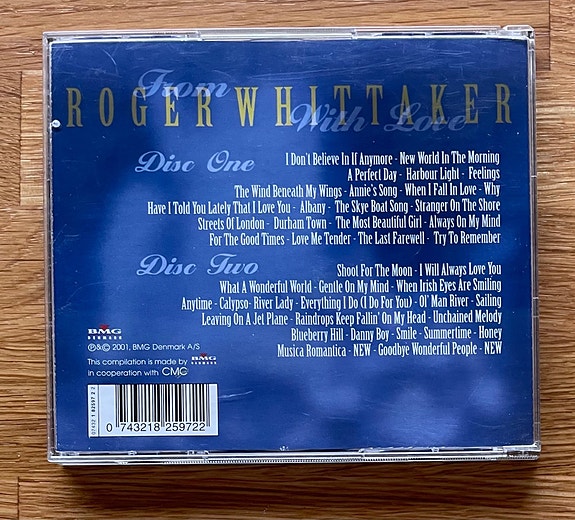 From
ROGER WHITTAKER
With Love
Disc One
I Don't Believe In If Anymore - New World In The Morning
A Perfect Day - Harbour Light - Feelings
The Wind Beneath My Wings - Annie's Song - When I Fall In Love - Why
Have I Told You Lately That I Love You - Albany - The Skye Boat Song - Stranger On The Shore
Streets Of London - Durham Town - The Most Beautiful Girl - Always On My Mind
For The Good Times - Love Me Tender - The Last Farewell - Try To Remember
Disc Two
Shoot For The Moon - I Will Always Love You
What A Wonderful World - Gentle On My Mind - When Irish Eyes Are Smiling
Anytime - Calypso- River Lady - Everything I Do (I Do For You) - Ol' Man River - Sailing
Leaving On A Jet Plane - Raindrops Keep Fallin' On My Head - Unchained Melody
Blueberry Hill - Danny Boy - Smile - Summertime - Honey
Musica Romantica - NEW - Goodbye Wonderful People - NEW
BMG
DENMARK
℗&© 2001, BMG Denmark A/S
This compilation is made by BMG DENMARK
in cooperation with CMC
07432 1 82597 2 2
0 743218 259722